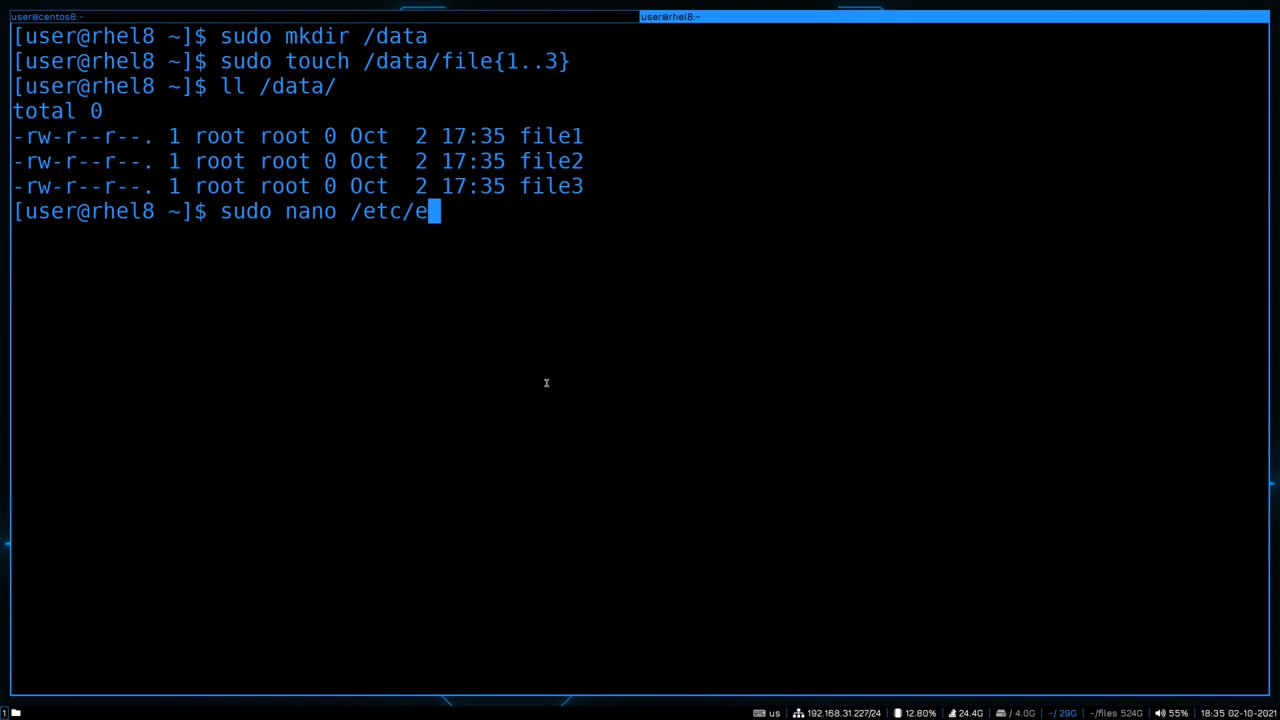 user@centos8:~ user@rhel8:~
[user@rhel8 ~]$ sudo mkdir /data
[user@rhel8 ~]$ sudo touch /data/file{1..3}
[user@rhel8 ~]$ ll /data/
total 0
-rw-r--r--. 1 root root 0 Oct  2 17:35 file1
-rw-r--r--. 1 root root 0 Oct  2 17:35 file2
-rw-r--r--. 1 root root 0 Oct  2 17:35 file3
[user@rhel8 ~]$ sudo nano /etc/e
1 us 192.168.31.227/24 12.80% 24.4G / 4.0G ~/ 29G ~/files 524G 55% 18:35 02-10-2021